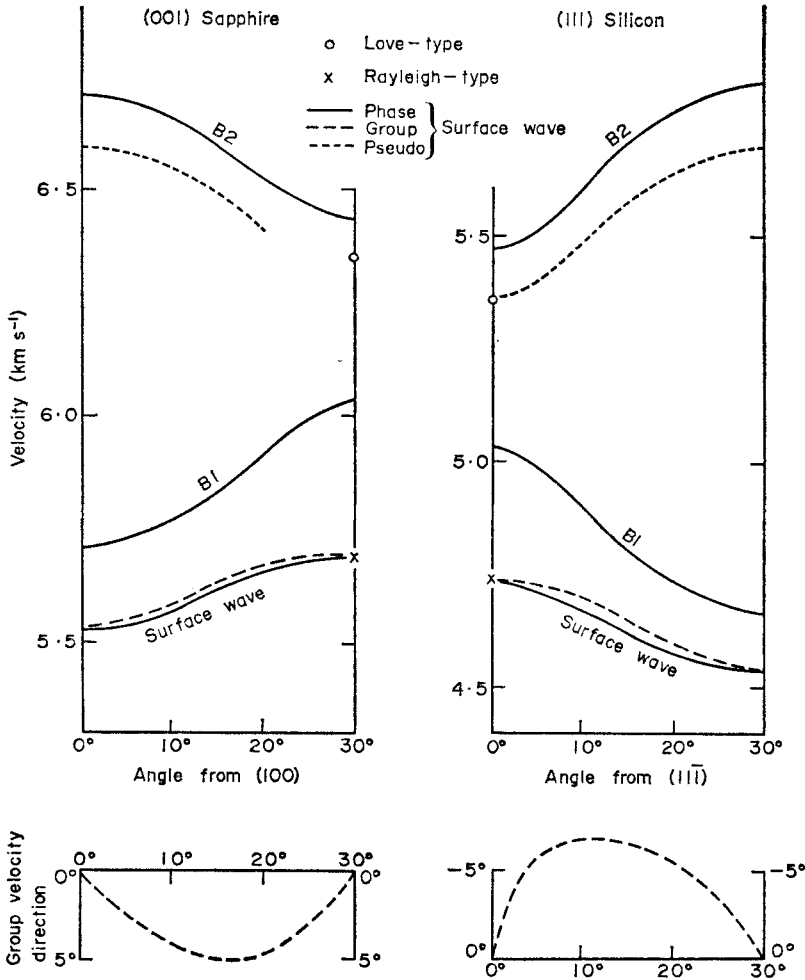 (001) Sapphire
(111) Silicon
o Love-type
x Rayleigh-type
Phase
Group
Pseudo
} Surface wave
Velocity (km s⁻¹)
6·5
6·0
5·5
B2
B1
Surface wave
0° 10° 20° 30°
Angle from (100)
5·5
5·0
4·5
B2
B1
Surface wave
0° 10° 20° 30°
Angle from (11̄1̄)
Group velocity
direction
0° 10° 20° 30°
0° 0°
5° 5°
-5° -5°
0° 0°
0° 10° 20° 30°